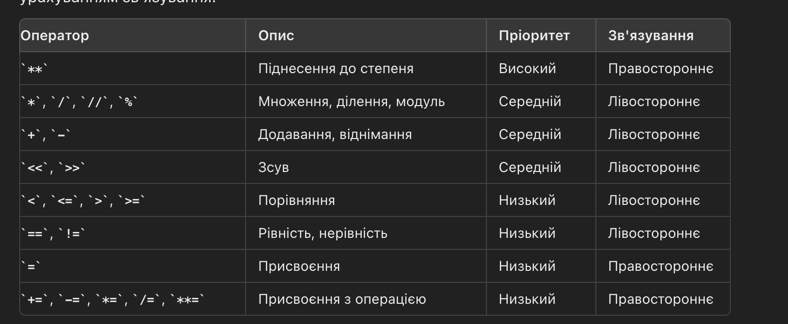 урахуванням зв'язування:
Оператор Опис Пріоритет Зв'язування
`**` Піднесення до степеня Високий Правостороннє
`*`, `/`, `//`, `%` Множення, ділення, модуль Середній Лівостороннє
`+`, `-` Додавання, віднімання Середній Лівостороннє
`<<`, `>>` Зсув Середній Лівостороннє
`<`, `<=`, `>`, `>=` Порівняння Низький Лівостороннє
`==`, `!=` Рівність, нерівність Низький Лівостороннє
`=` Присвоєння Низький Правостороннє
`+=`, `-=`, `*=`, `/=`, `**=` Присвоєння з операцією Низький Правостороннє